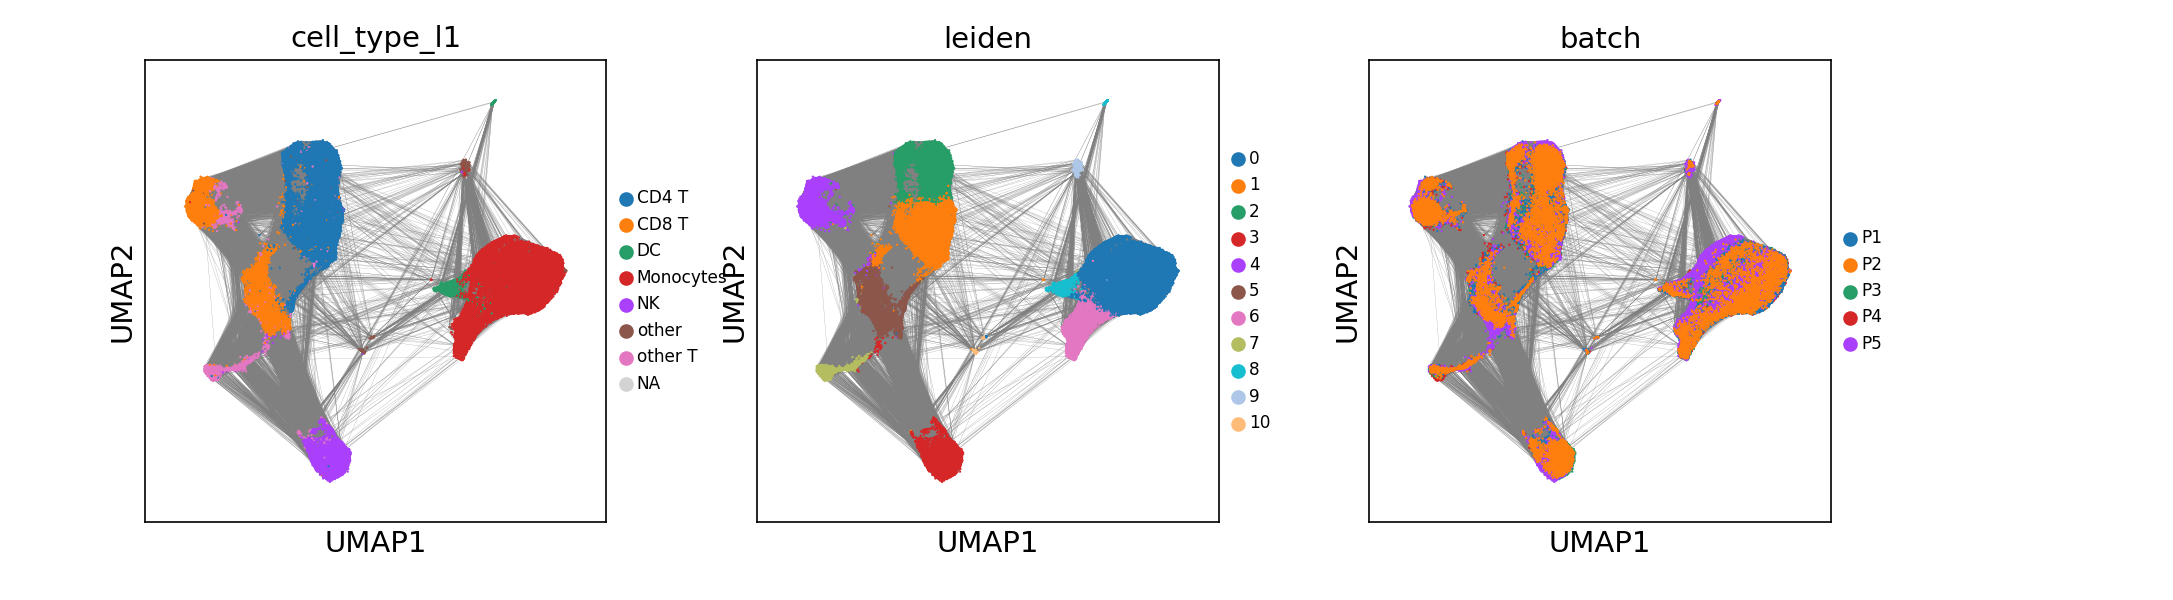 cell_type_l1
UMAP2
UMAP1
CD4 T
CD8 T
DC
Monocytes
NK
other
other T
NA
leiden
UMAP2
UMAP1
0
1
2
3
4
5
6
7
8
9
10
batch
UMAP2
UMAP1
P1
P2
P3
P4
P5